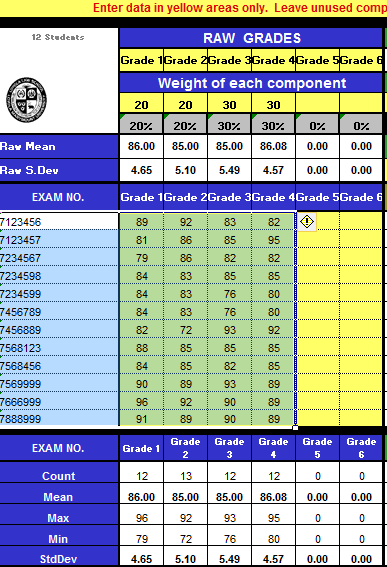 Enter data in yellow areas only. Leave unused comp
12 Students
RAW GRADES
Grade 1 Grade 2 Grade 3 Grade 4 Grade 5 Grade 6
Weight of each component
20 20 30 30
20% 20% 30% 30% 0% 0%
Raw Mean 86.00 85.00 85.00 86.08 0.00 0.00
Raw S.Dev 4.65 5.10 5.49 4.57 0.00 0.00
EXAM NO. Grade 1 Grade 2 Grade 3 Grade 4 Grade 5 Grade 6
7123456 89 92 83 82
7123457 81 86 85 95
7234567 79 86 82 82
7234598 84 83 85 85
7234599 84 83 76 80
7456789 84 83 76 80
7456889 82 72 93 92
7568123 88 85 85 85
7568456 84 85 82 85
7569999 90 89 93 89
7666999 96 92 90 89
7888999 91 89 90 89
EXAM NO. Grade 1 Grade 2 Grade 3 Grade 4 Grade 5 Grade 6
Count 12 13 12 12 0 0
Mean 86.00 85.00 85.00 86.08 0.00 0.00
Max 96 92 93 95 0 0
Min 79 72 76 80 0 0
StdDev 4.65 5.10 5.49 4.57 0.00 0.00